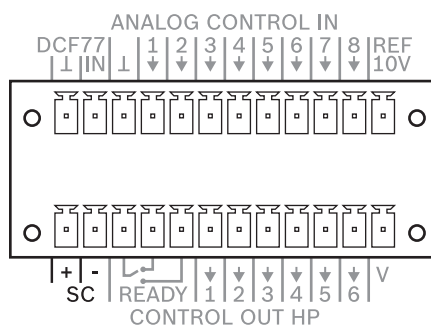 ANALOG CONTROL IN
DCF77 1 2 3 4 5 6 7 8 REF
⊥ IN ⊥ 10V
+ - V
SC READY 1 2 3 4 5 6
CONTROL OUT HP